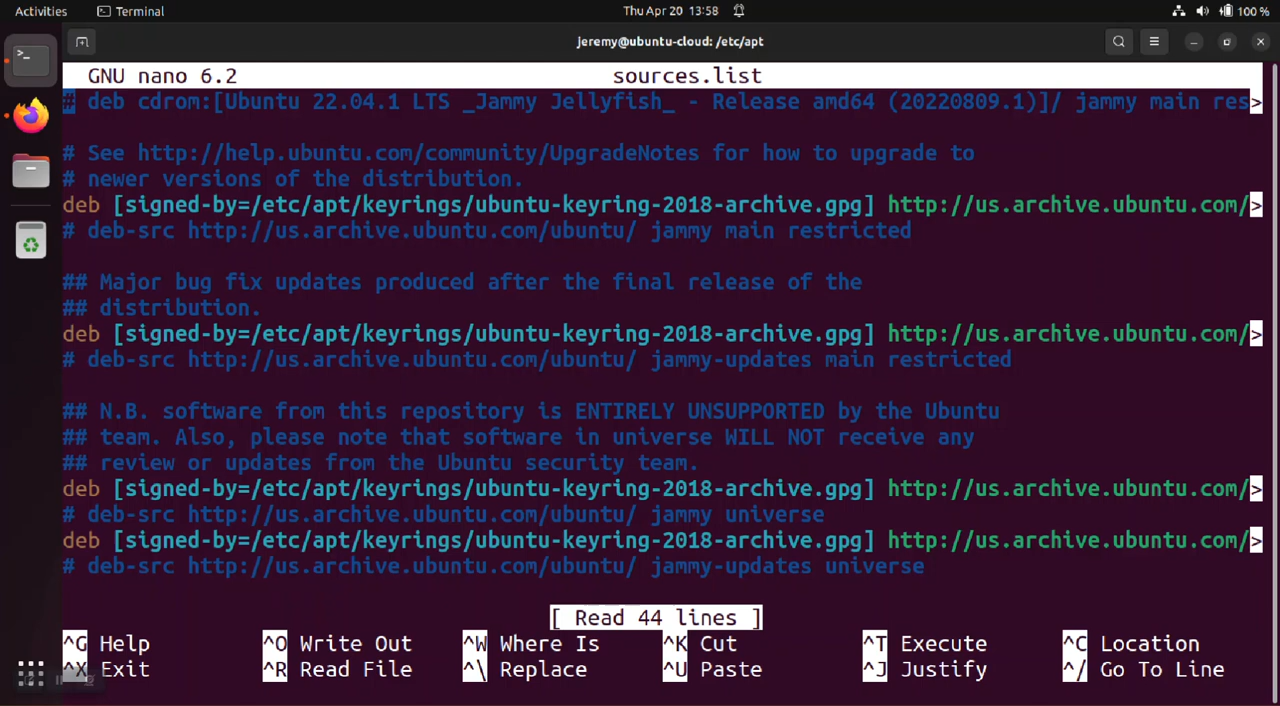 Activities Terminal Thu Apr 20 13:58 100 %
jeremy@ubuntu-cloud: /etc/apt
GNU nano 6.2 sources.list
# deb cdrom:[Ubuntu 22.04.1 LTS _Jammy Jellyfish_ - Release amd64 (20220809.1)]/ jammy main res>
# See http://help.ubuntu.com/community/UpgradeNotes for how to upgrade to
# newer versions of the distribution.
deb [signed-by=/etc/apt/keyrings/ubuntu-keyring-2018-archive.gpg] http://us.archive.ubuntu.com/>
# deb-src http://us.archive.ubuntu.com/ubuntu/ jammy main restricted
## Major bug fix updates produced after the final release of the
## distribution.
deb [signed-by=/etc/apt/keyrings/ubuntu-keyring-2018-archive.gpg] http://us.archive.ubuntu.com/>
# deb-src http://us.archive.ubuntu.com/ubuntu/ jammy-updates main restricted
## N.B. software from this repository is ENTIRELY UNSUPPORTED by the Ubuntu
## team. Also, please note that software in universe WILL NOT receive any
## review or updates from the Ubuntu security team.
deb [signed-by=/etc/apt/keyrings/ubuntu-keyring-2018-archive.gpg] http://us.archive.ubuntu.com/>
# deb-src http://us.archive.ubuntu.com/ubuntu/ jammy universe
deb [signed-by=/etc/apt/keyrings/ubuntu-keyring-2018-archive.gpg] http://us.archive.ubuntu.com/>
# deb-src http://us.archive.ubuntu.com/ubuntu/ jammy-updates universe
[ Read 44 lines ]
^G Help ^O Write Out ^W Where Is ^K Cut ^T Execute ^C Location
^X Exit ^R Read File ^\ Replace ^U Paste ^J Justify ^/ Go To Line